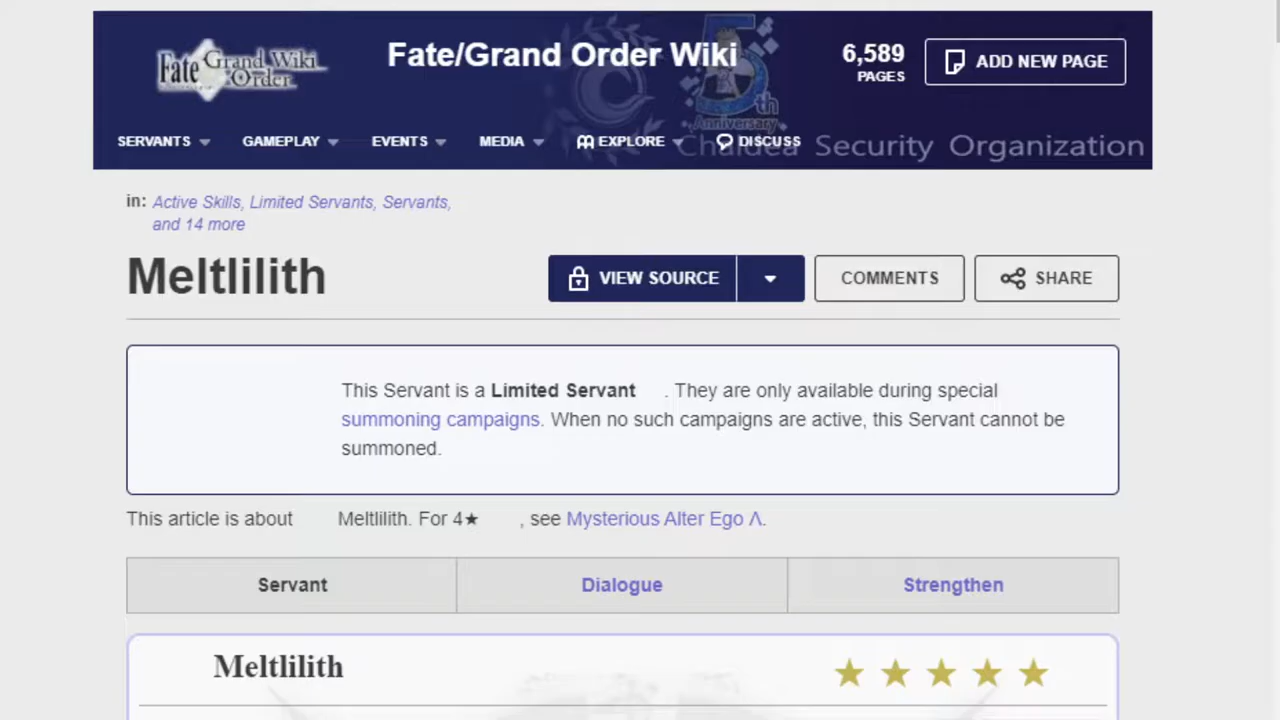 Fate Grand Wiki
Order
Fate/Grand Order Wiki
6,589
PAGES
ADD NEW PAGE
5th
Anniversary
SERVANTS
GAMEPLAY
EVENTS
MEDIA
EXPLORE
DISCUSS
Chaldea Security Organization
in: Active Skills, Limited Servants, Servants,
and 14 more
Meltlilith
VIEW SOURCE
COMMENTS
SHARE
This Servant is a Limited Servant . They are only available during special
summoning campaigns. When no such campaigns are active, this Servant cannot be
summoned.
This article is about Meltlilith. For 4★ , see Mysterious Alter Ego Λ.
Servant
Dialogue
Strengthen
Meltlilith ★ ★ ★ ★ ★